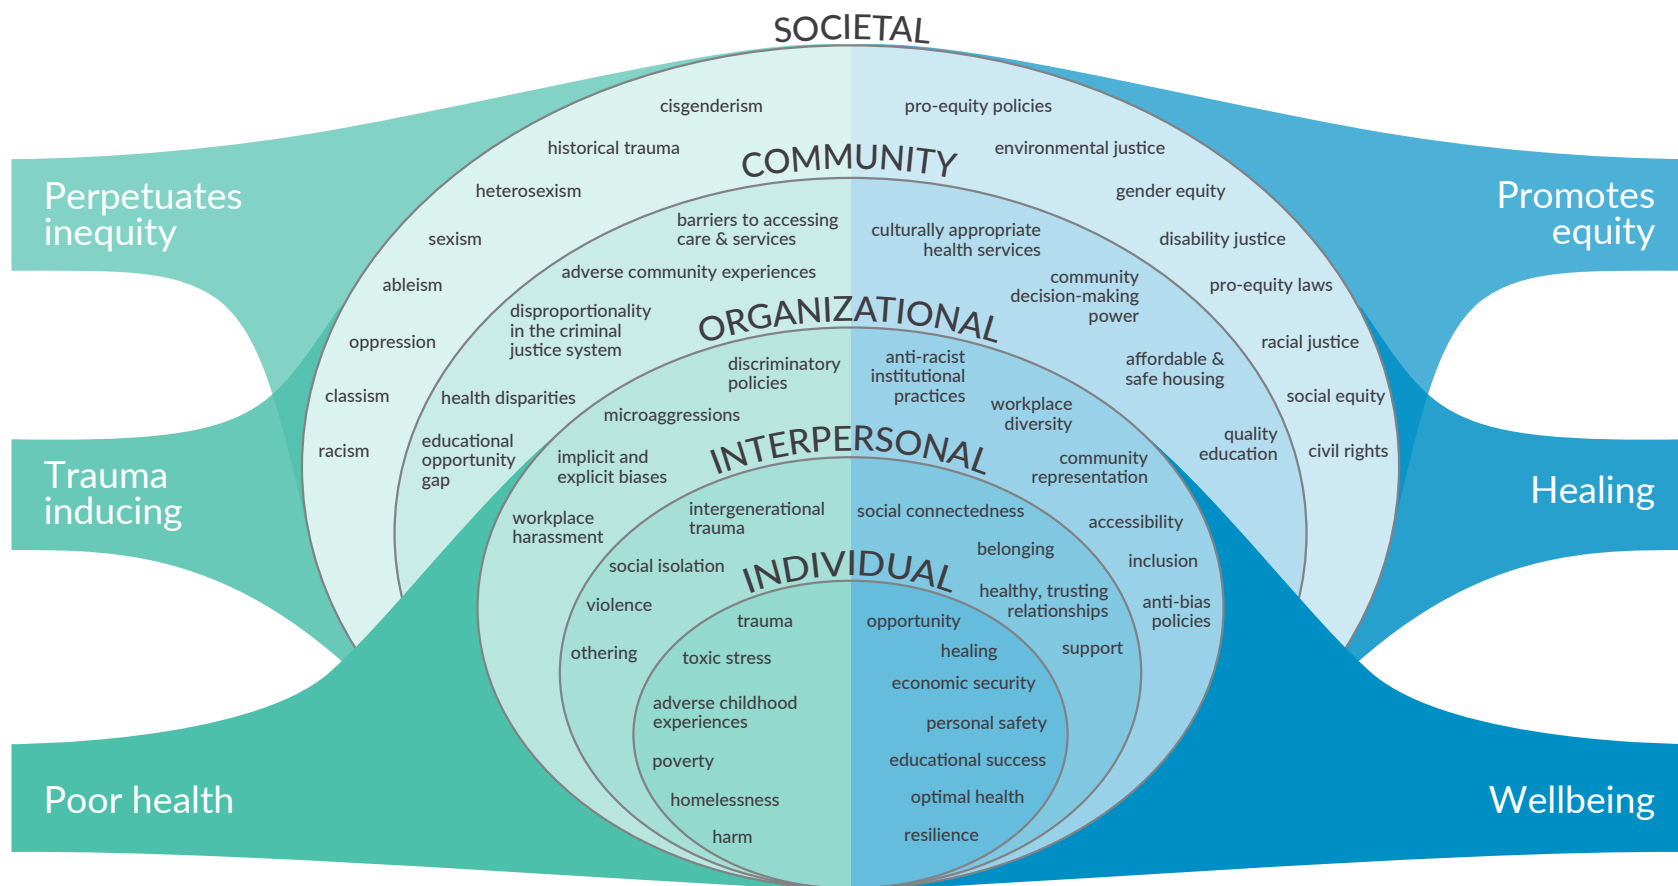 SOCIETAL
cisgenderism
historical trauma
heterosexism
sexism
ableism
oppression
classism
racism
pro-equity policies
environmental justice
gender equity
disability justice
pro-equity laws
racial justice
social equity
civil rights
COMMUNITY
barriers to accessing
care & services
adverse community experiences
disproportionality
in the criminal
justice system
health disparities
educational
opportunity
gap
culturally appropriate
health services
community
decision-making
power
affordable &
safe housing
quality
education
ORGANIZATIONAL
discriminatory
policies
microaggressions
implicit and
explicit biases
workplace
harassment
anti-racist
institutional
practices
workplace
diversity
community
representation
accessibility
inclusion
anti-bias
policies
INTERPERSONAL
intergenerational
trauma
social isolation
violence
othering
social connectedness
belonging
healthy, trusting
relationships
support
INDIVIDUAL
trauma
toxic stress
adverse childhood
experiences
poverty
homelessness
harm
opportunity
healing
economic security
personal safety
educational success
optimal health
resilience
Perpetuates
inequity
Trauma
inducing
Poor health
Promotes
equity
Healing
Wellbeing